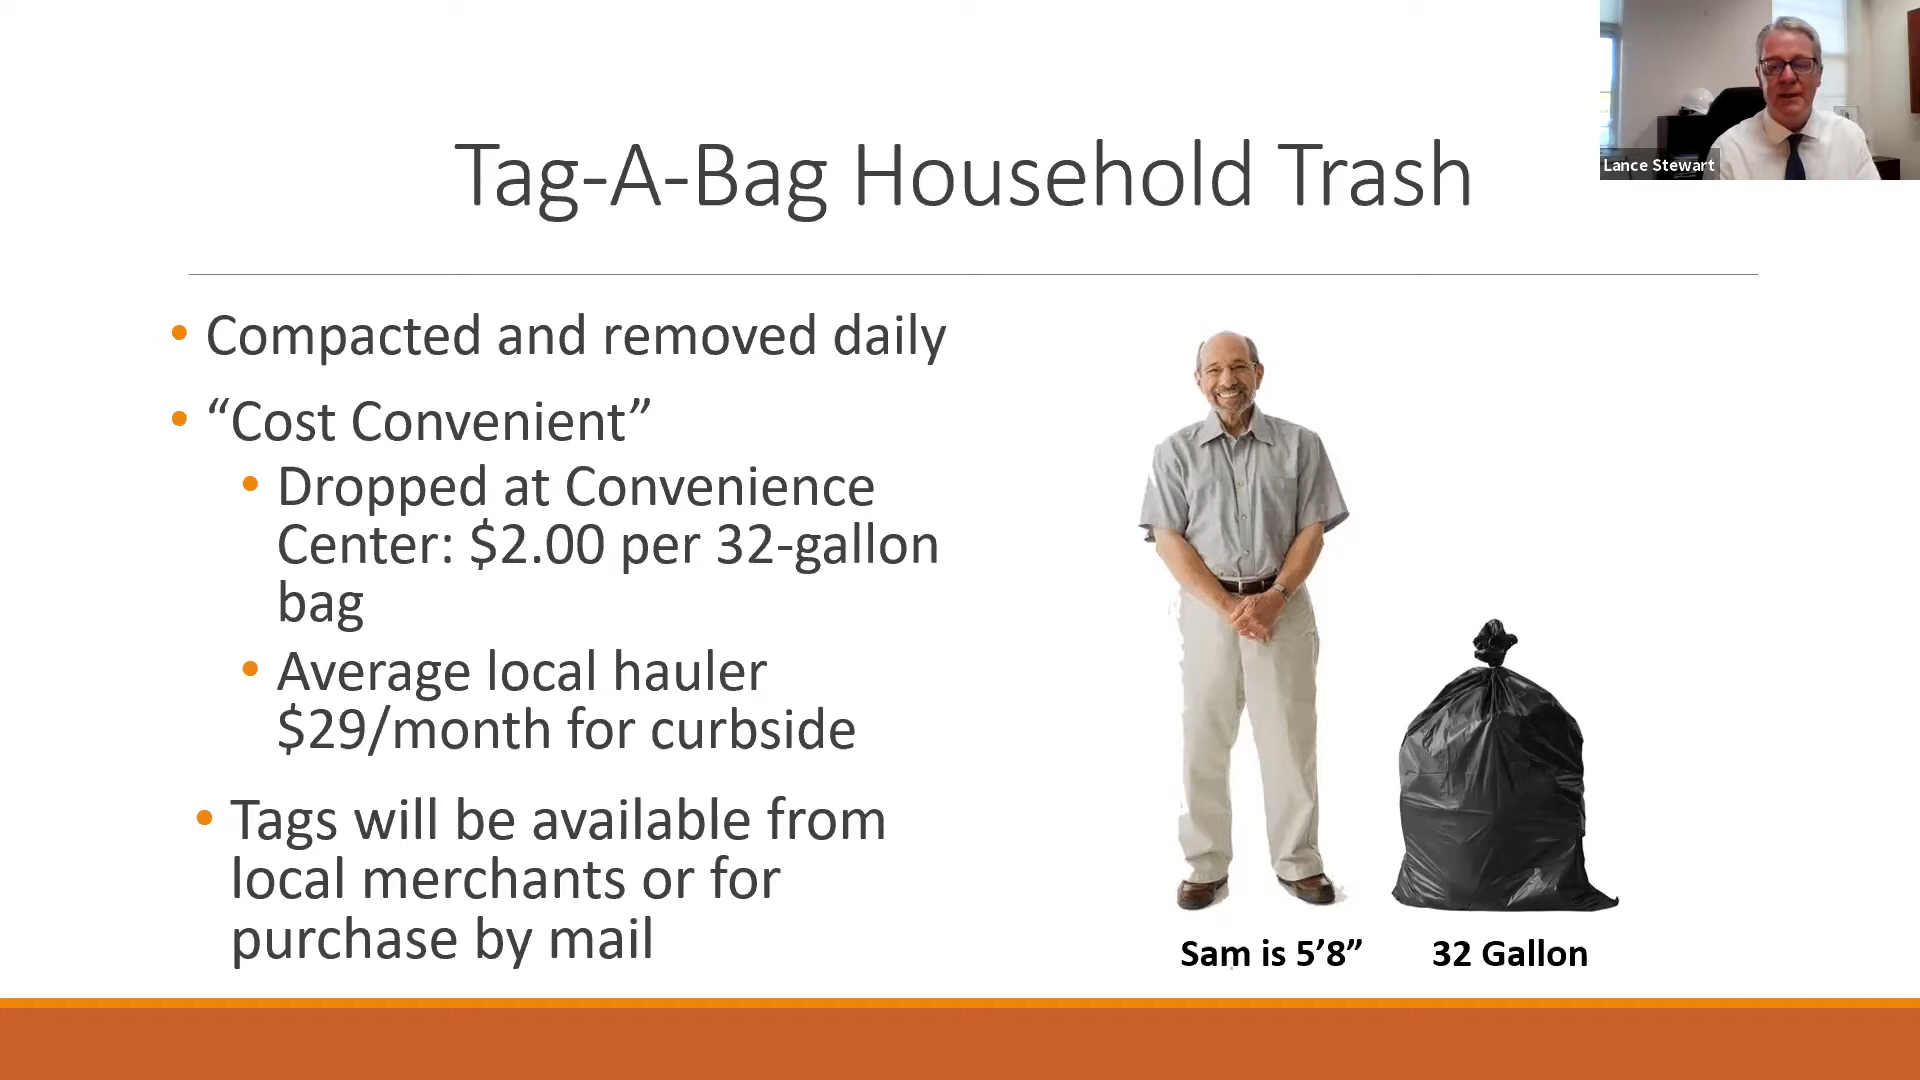 Lance Stewart
Tag-A-Bag Household Trash
• Compacted and removed daily
• “Cost Convenient”
• Dropped at Convenience
Center: $2.00 per 32-gallon
bag
• Average local hauler
$29/month for curbside
• Tags will be available from
local merchants or for
purchase by mail
Sam is 5’8”
32 Gallon